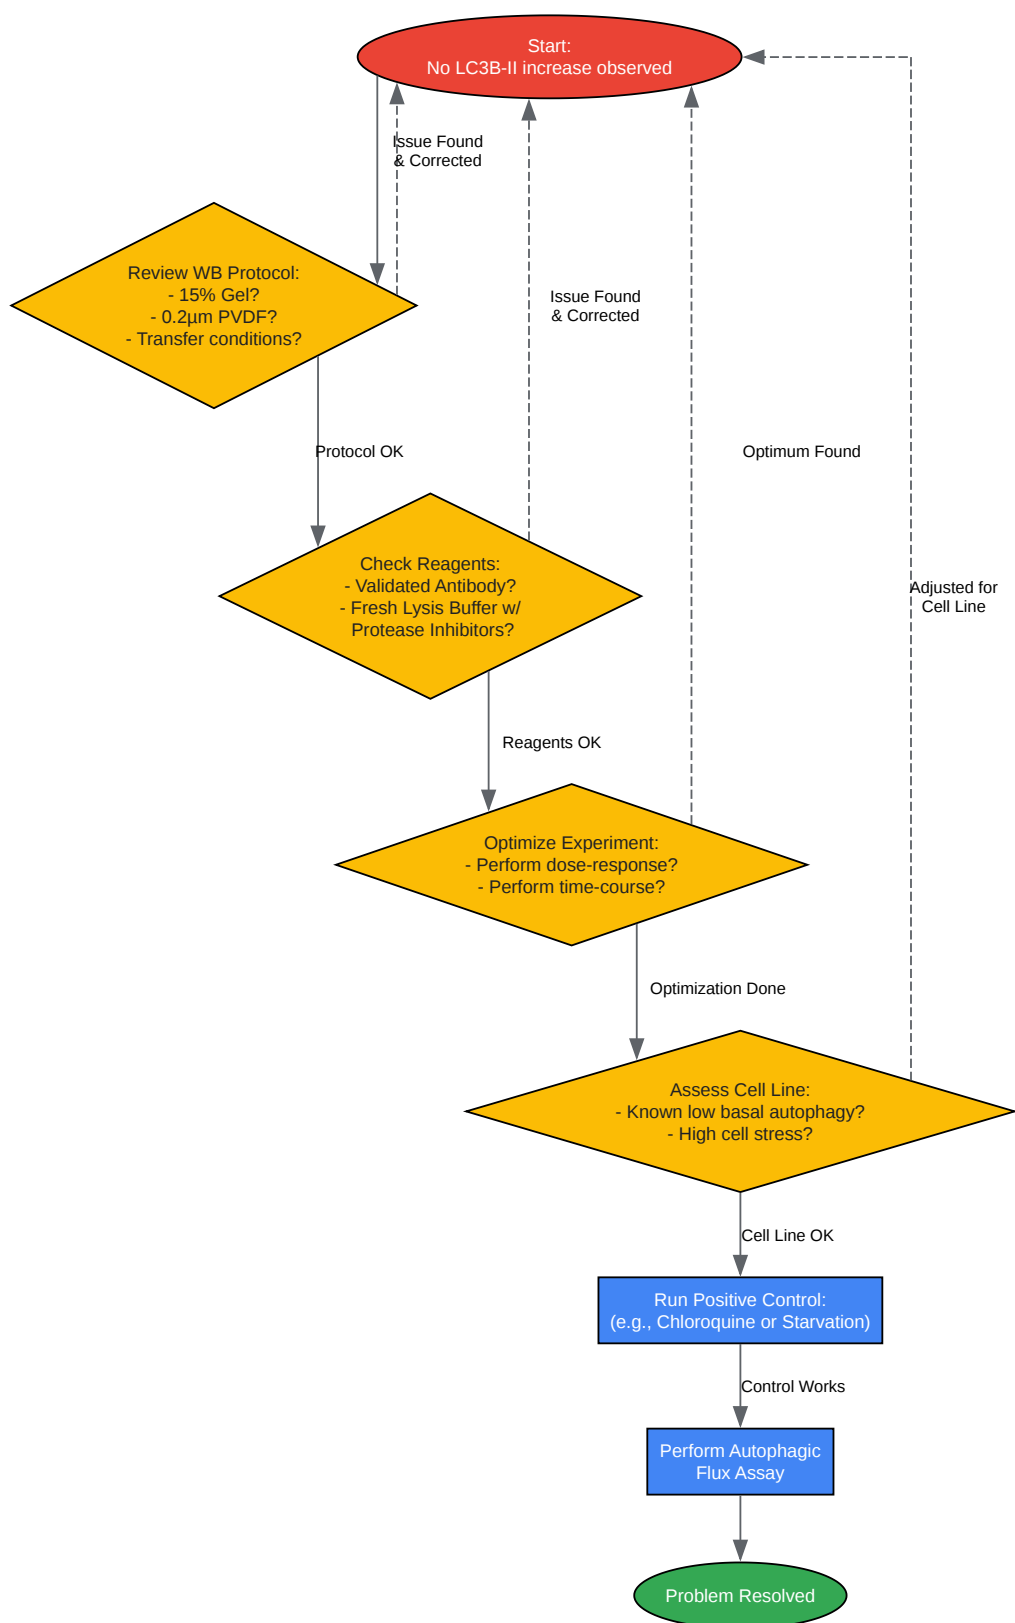 Start:
No LC3B-II increase observed
Issue Found
& Corrected
Review WB Protocol:
- 15% Gel?
- 0.2µm PVDF?
- Transfer conditions?
Issue Found
& Corrected
Protocol OK
Optimum Found
Check Reagents:
- Validated Antibody?
- Fresh Lysis Buffer w/
Protease Inhibitors?
Adjusted for
Cell Line
Reagents OK
Optimize Experiment:
- Perform dose-response?
- Perform time-course?
Optimization Done
Assess Cell Line:
- Known low basal autophagy?
- High cell stress?
Cell Line OK
Run Positive Control:
(e.g., Chloroquine or Starvation)
Control Works
Perform Autophagic
Flux Assay
Problem Resolved